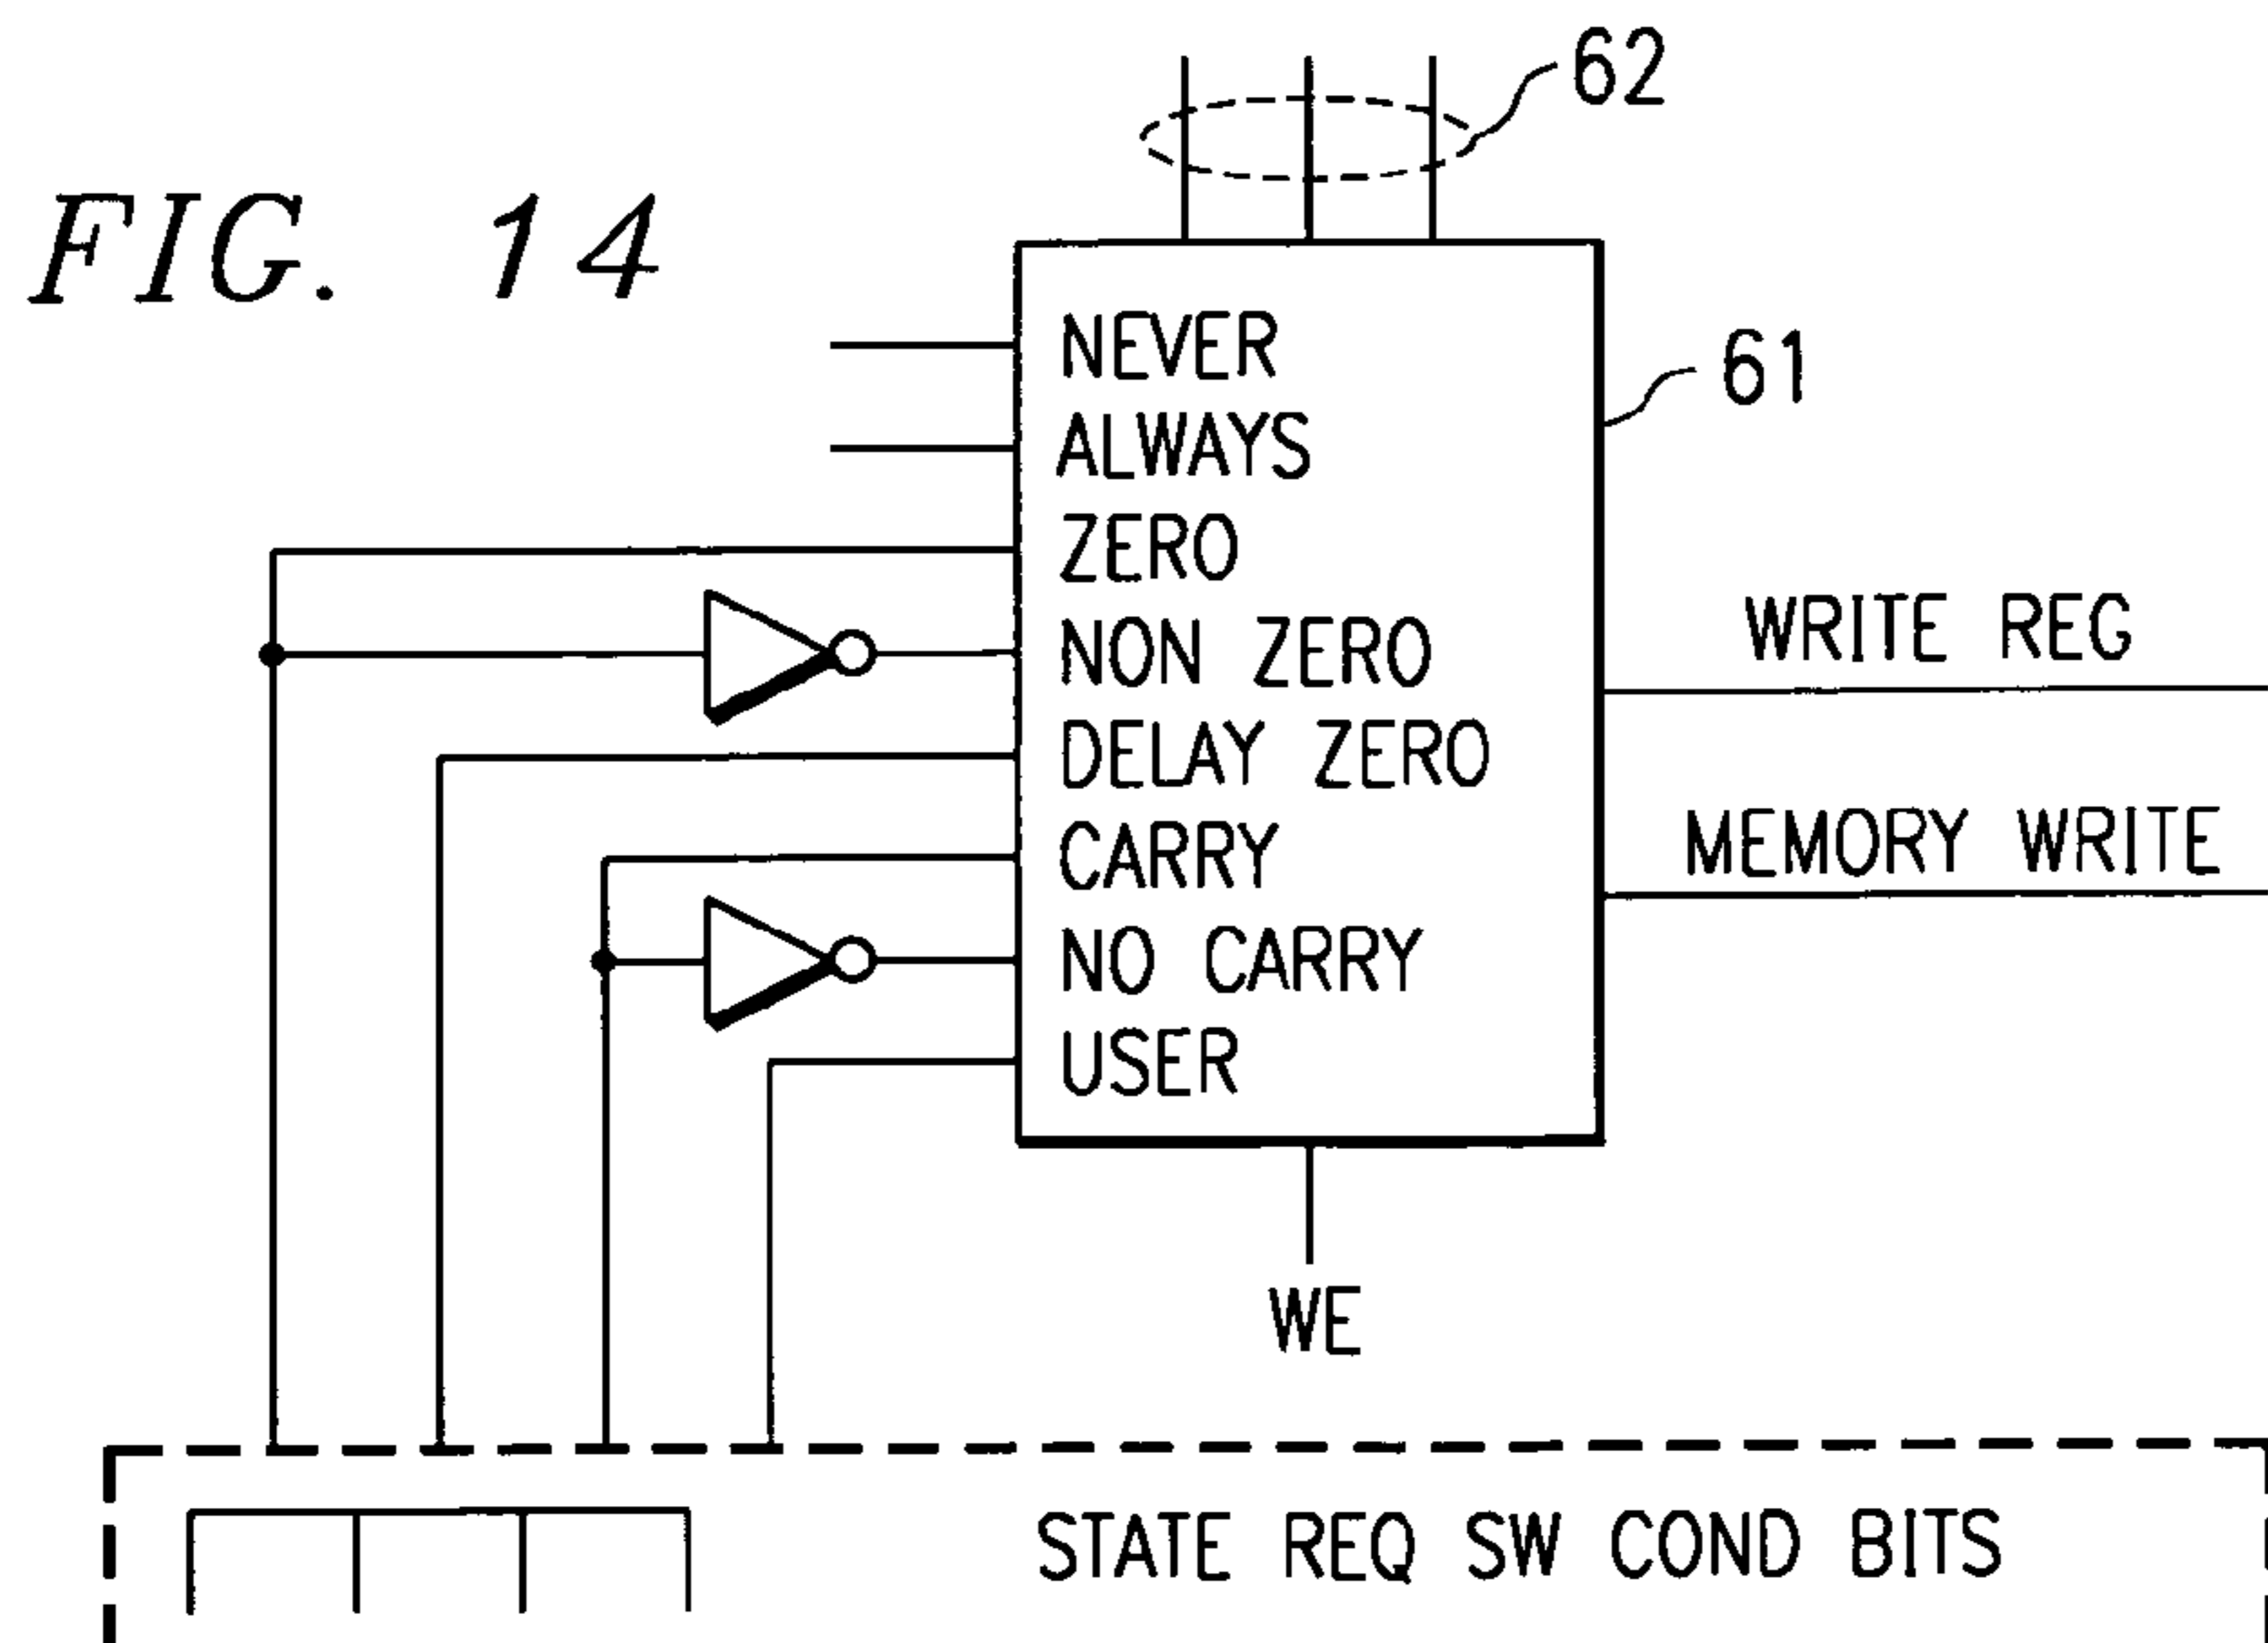 FIG. 14
62
61
NEVER
ALWAYS
ZERO
NON ZERO
DELAY ZERO
CARRY
NO CARRY
USER
WRITE REG
MEMORY WRITE
WE
STATE REQ SW COND BITS